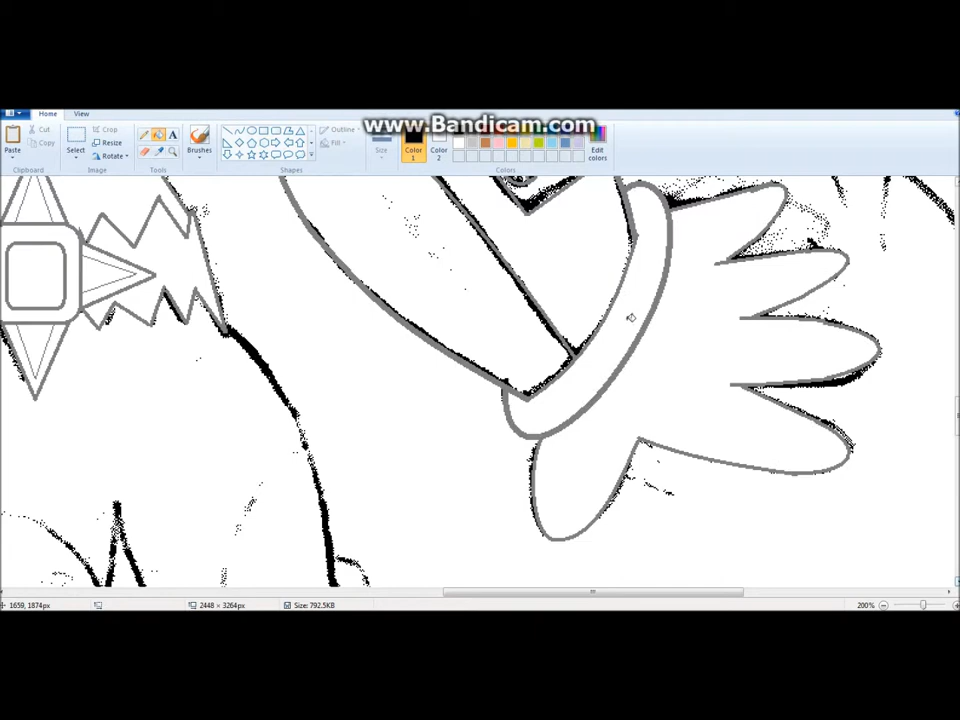 Home View
www.Bandicam.com
Paste
Cut
Copy
Clipboard
Select
Crop
Resize
Rotate
Image
A
Tools
Brushes
Outline
Fill
Shapes
Size
Color
1
Color
2
Edit
colors
Colors
1659, 1874px 2448 × 3264px Size: 792.5KB 200%